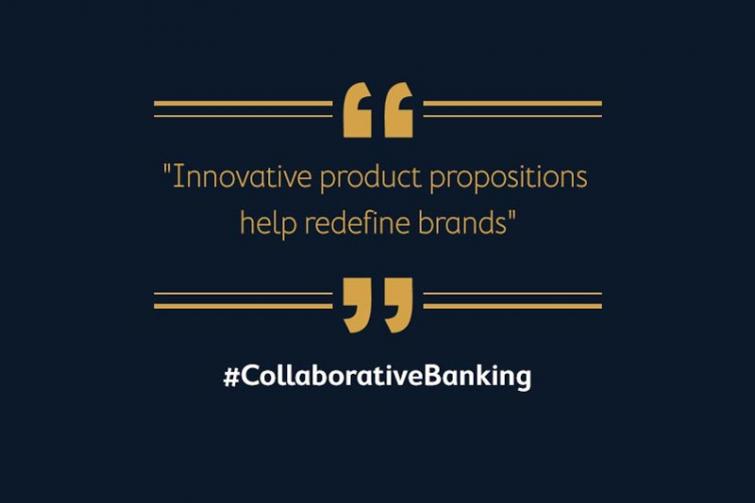 "Innovative product propositions
help redefine brands"
#CollaborativeBanking